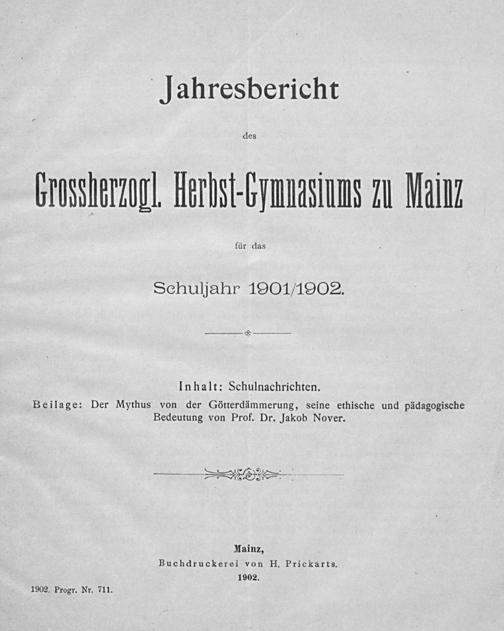 Jahresbericht
des
Grossherzogl. Herbst-Gymnasiums zu Mainz
für das
Schuljahr 1901/1902.
Inhalt: Schulnachrichten.
Beilage: Der Mythus von der Götterdämmerung, seine ethische und pädagogische
Bedeutung von Prof. Dr. Jakob Nover.
Mainz,
Buchdruckerei von H. Prickarts.
1902.
1902. Progr. Nr. 711.